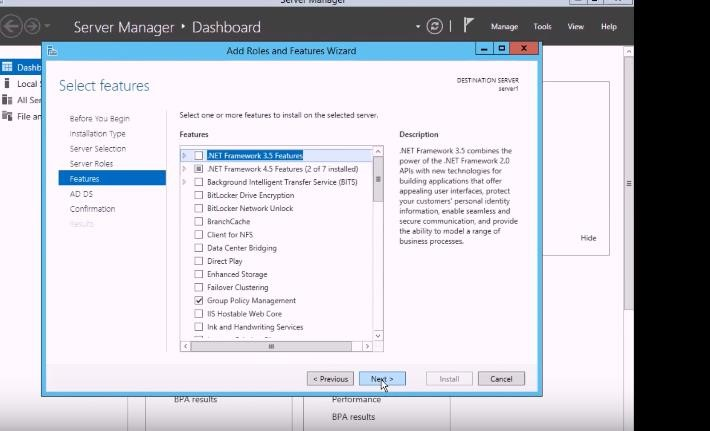 Server Manager
Server Manager • Dashboard
Manage
Tools
View
Help
Add Roles and Features Wizard
Select features
DESTINATION SERVER
server1
Before You Begin
Installation Type
Server Selection
Server Roles
Features
AD DS
Confirmation
Results
Select one or more features to install on the selected server.
Features
.NET Framework 3.5 Features
.NET Framework 4.5 Features (2 of 7 installed)
Background Intelligent Transfer Service (BITS)
BitLocker Drive Encryption
BitLocker Network Unlock
BranchCache
Client for NFS
Data Center Bridging
Direct Play
Enhanced Storage
Failover Clustering
Group Policy Management
IIS Hostable Web Core
Ink and Handwriting Services
Description
.NET Framework 3.5 combines the
power of the .NET Framework 2.0
APIs with new technologies for
building applications that offer
appealing user interfaces, protect
your customers' personal identity
information, enable seamless and
secure communication, and provide
the ability to model a range of
business processes.
< Previous
Next >
Install
Cancel
Dashb
Local S
All Ser
File an
Hide
BPA results
Performance
BPA results